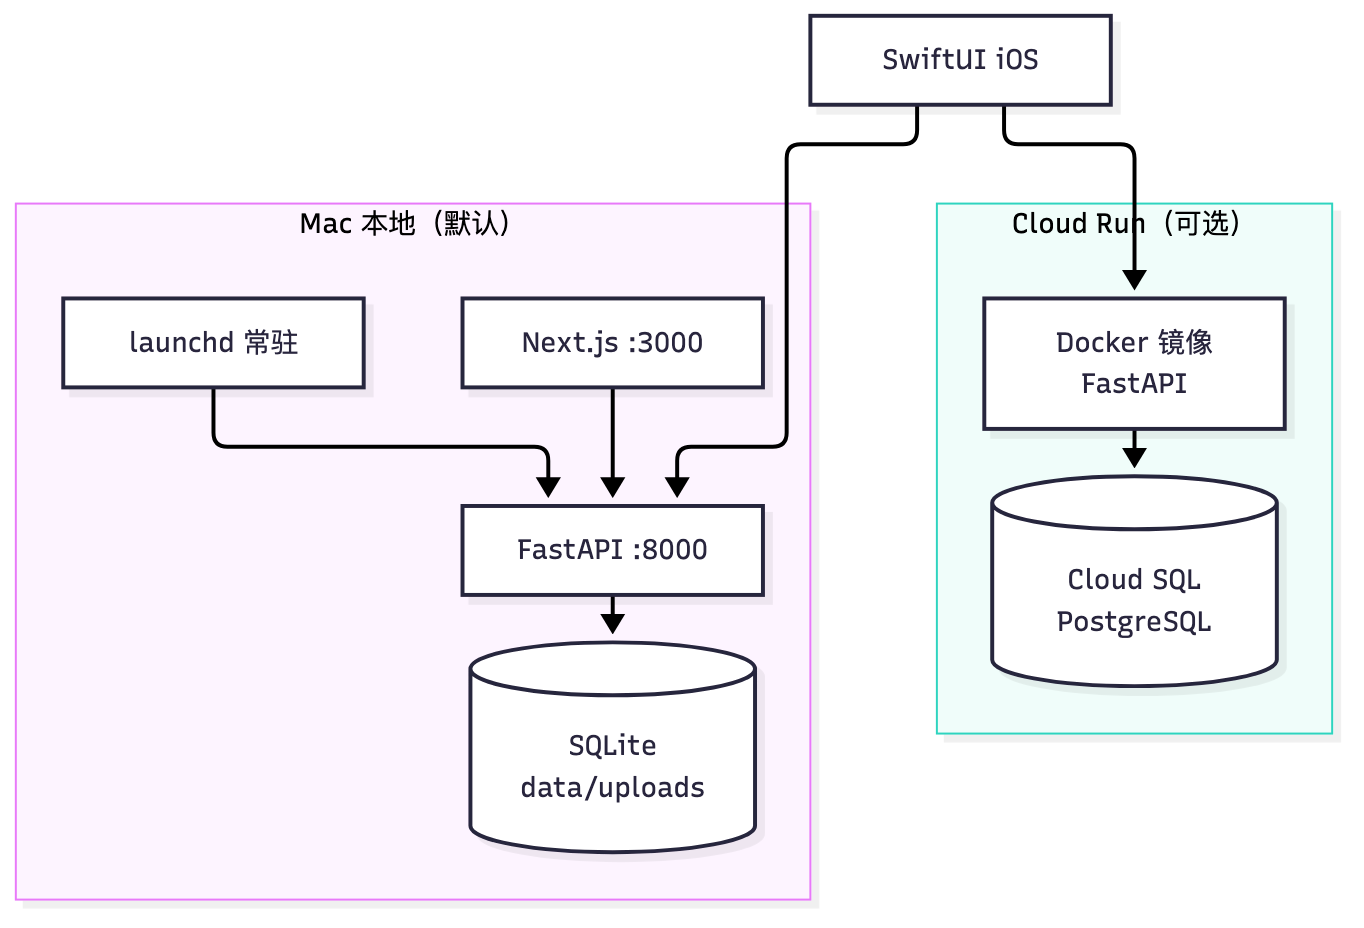 SwiftUI iOS
Mac 本地（默认）
Cloud Run（可选）
launchd 常驻
Next.js :3000
Docker 镜像
FastAPI
FastAPI :8000
Cloud SQL
PostgreSQL
SQLite
data/uploads